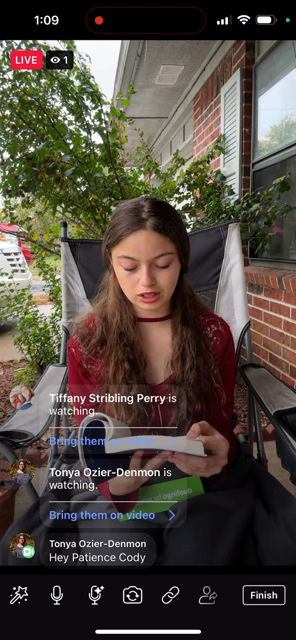 1:09
LIVE
1
Tiffany Stribling Perry is
watching.
Bring them on video
Tonya Ozier-Denmon is
watching.
Bring them on video
Tonya Ozier-Denmon
Hey Patience Cody
Finish